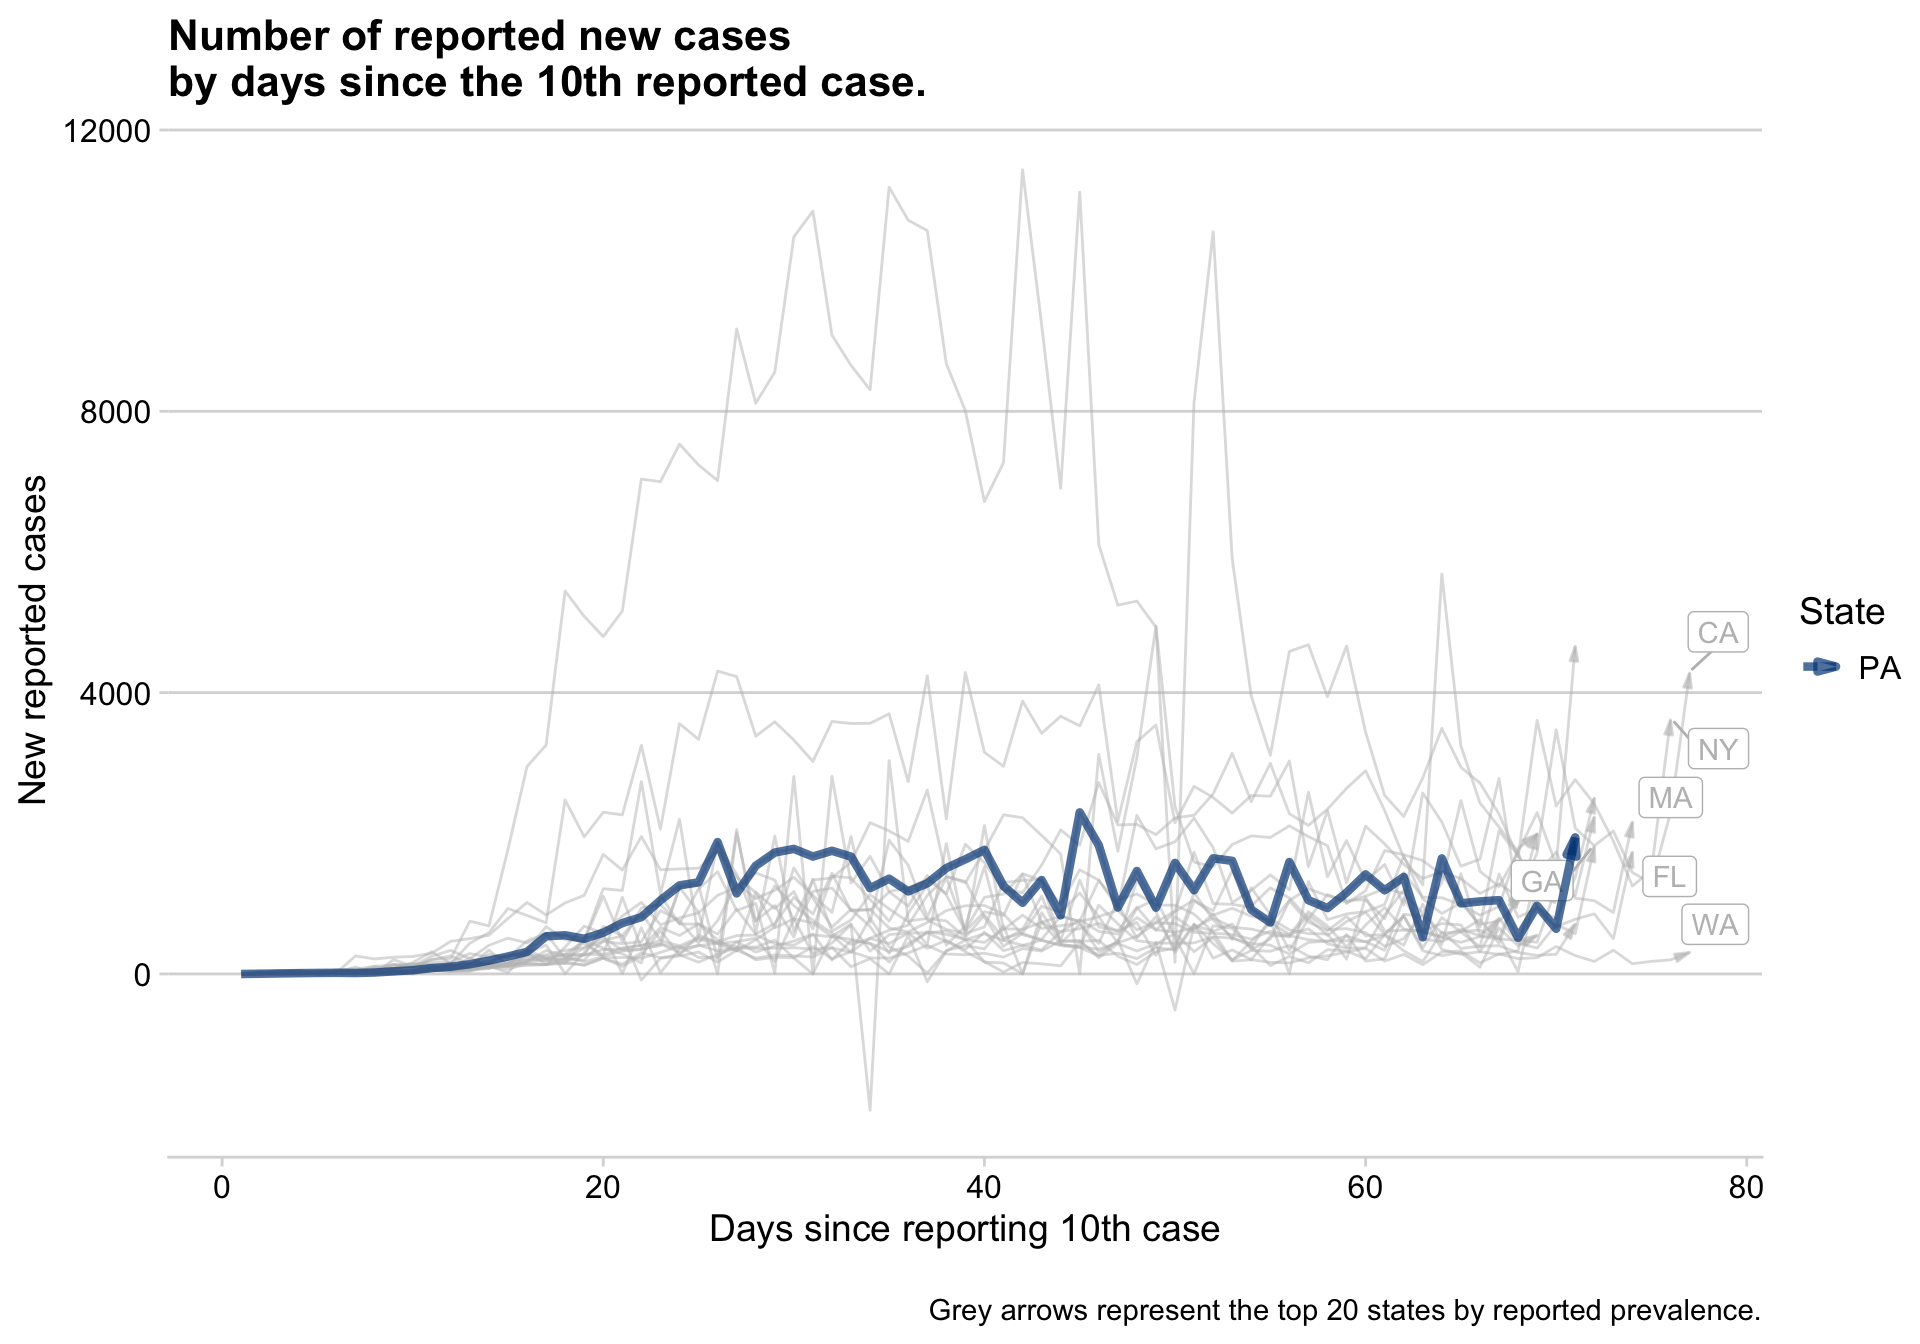 Number of reported new cases
by days since the 10th reported case.
12000
8000
4000
0
New reported cases
CA
NY
MA
GA
FL
WA
State
PA
0
20
40
60
80
Days since reporting 10th case
Grey arrows represent the top 20 states by reported prevalence.